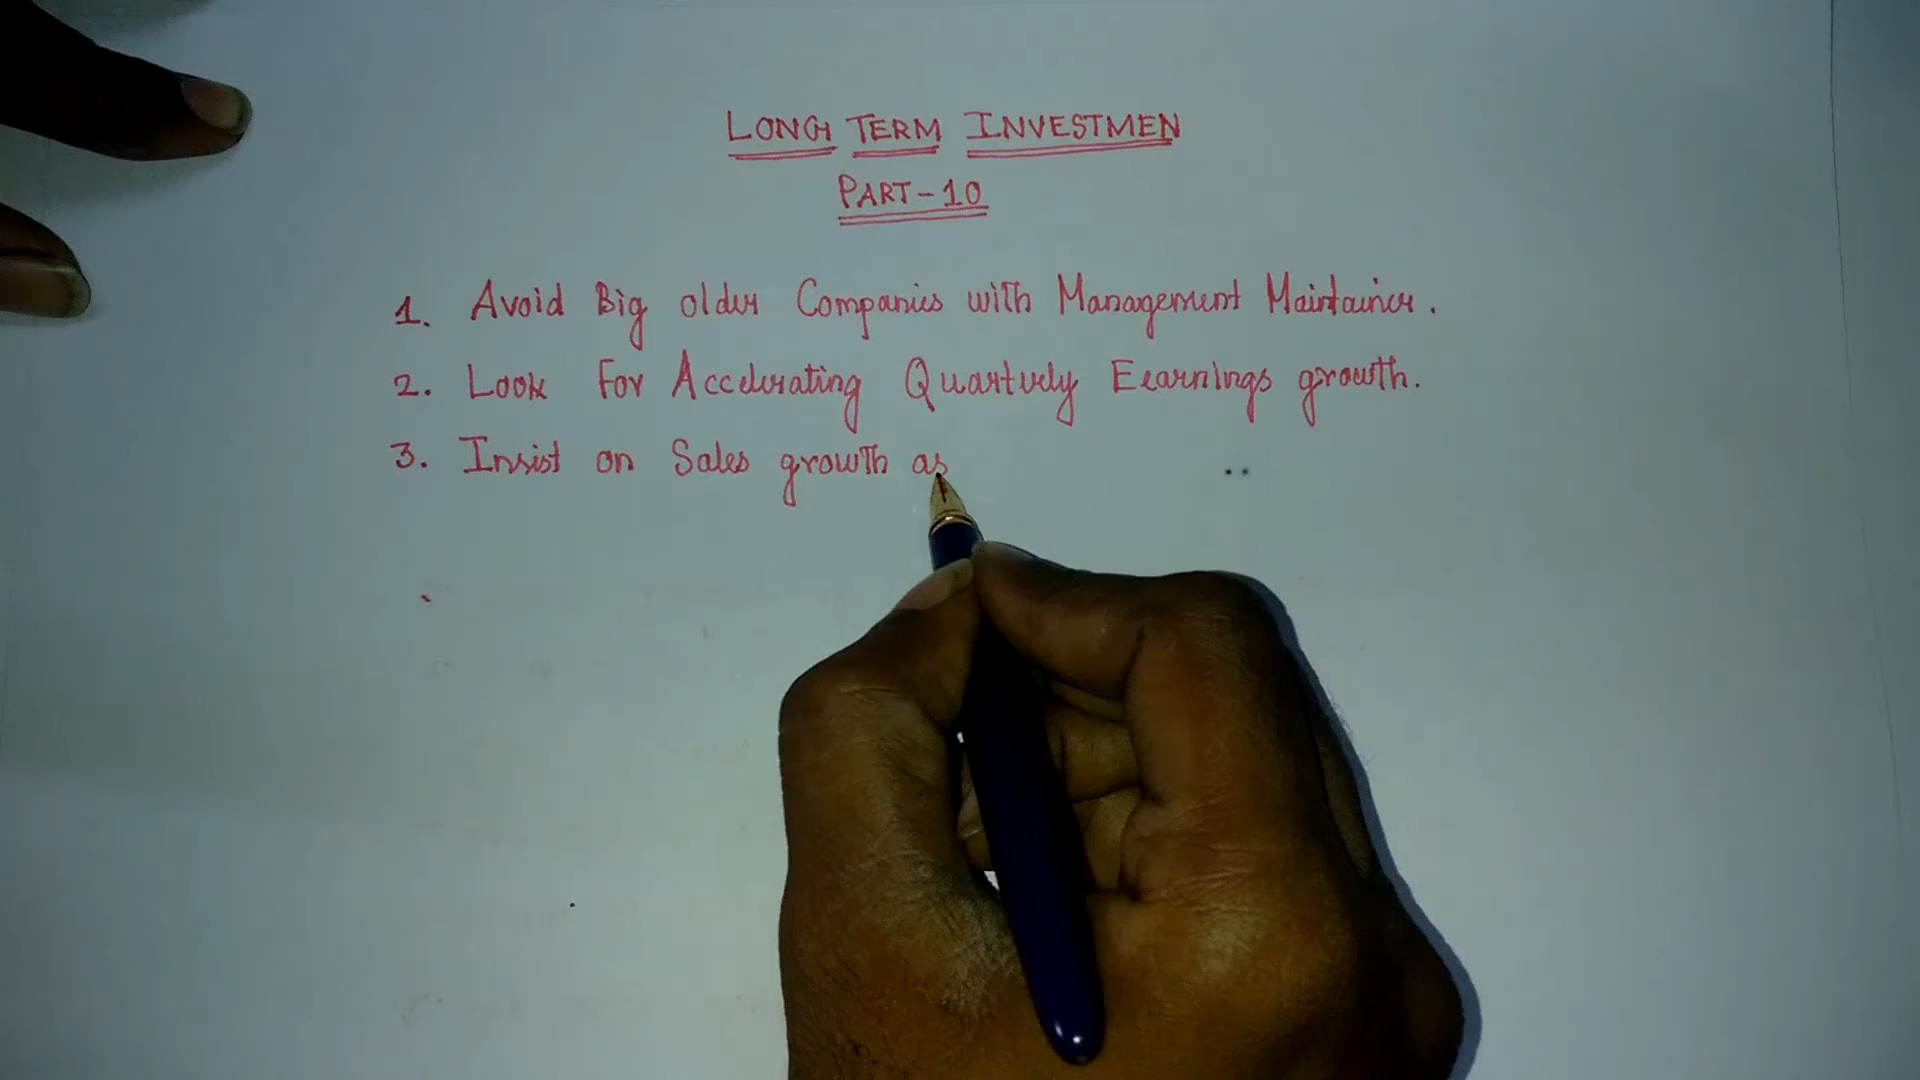 LONG TERM INVESTMEN
PART-10
1. Avoid Big older Companies with Management Maintainer.
2. Look For Accelerating Quarterly Eearnings growth.
3. Insist on Sales growth as